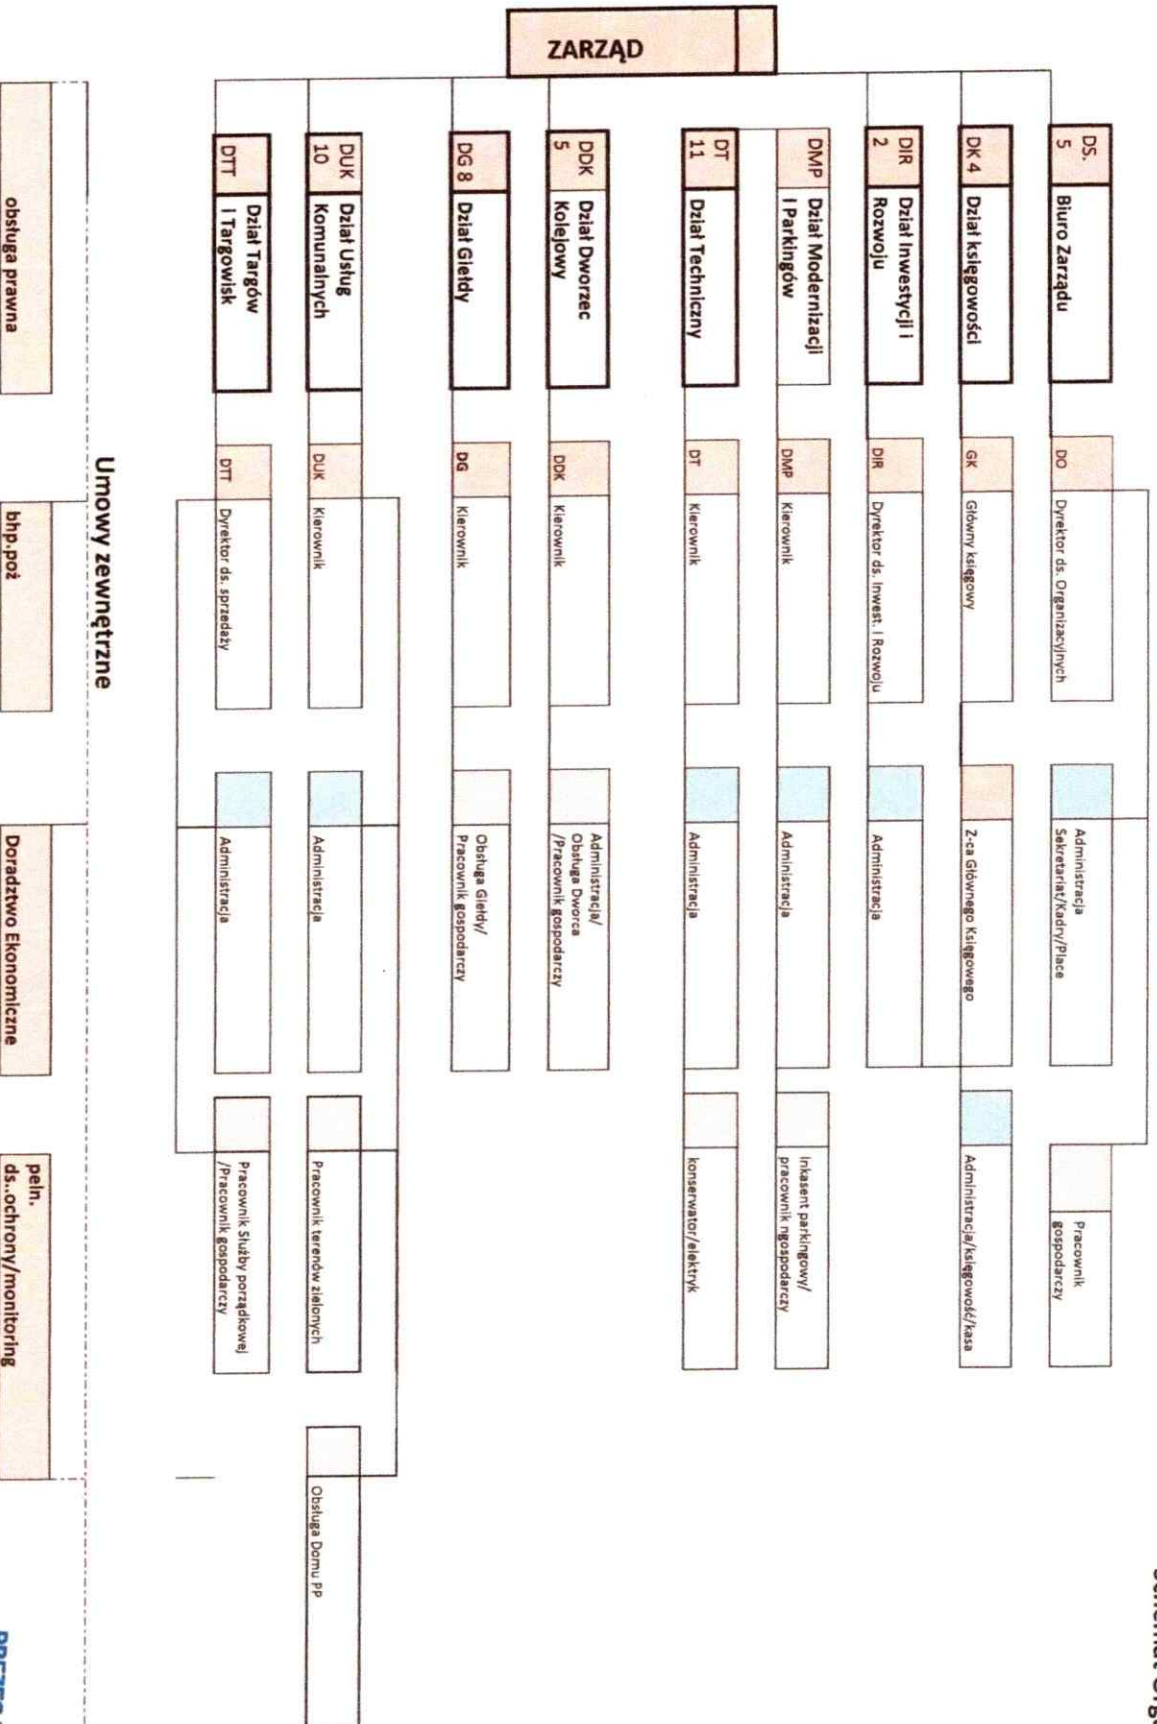 ZARZĄD
DS.
5
Biuro Zarządu
DO
Dyrektor ds. Organizacyjnych
Administracja
Sekretariat/Kadry/Płace
Pracownik
gospodarczy
DK 4
Dział księgowości
GK
Główny księgowy
Z-ca Głównego Księgowego
Administracja/księgowość/kasa
DIR
2
Dział Inwestycji i
Rozwoju
DIR
Dyrektor ds. Inwest. I Rozwoju
Administracja
DMP
Dział Modernizacji
I Parkingów
DMP
Kierownik
Administracja
Inkasent parkingowy/
pracownik ngospodarczy
DT
11
Dział Techniczny
DT
Kierownik
Administracja
konserwator/elektryk
DDK
5
Dział Dworzec
Kolejowy
DDK
Kierownik
Administracja/
Obsługa Dworca
/Pracownik gospodarczy
DG 8
Dział Giełdy
DG
Kierownik
Obsługa Giełdy/
Pracownik gospodarczy
DUK
10
Dział Usług
Komunalnych
DUK
Kierownik
Administracja
Pracownik terenów zielonych
Obsługa Domu PP
DTT
Dział Targów
I Targowisk
DTT
Dyrektor ds. sprzedaży
Administracja
Pracownik Służby porządkowej
/Pracownik gospodarczy
Umowy zewnętrzne
obsługa prawna
bhp.poż
Doradztwo Ekonomiczne
pełn.
ds..ochrony/monitoring